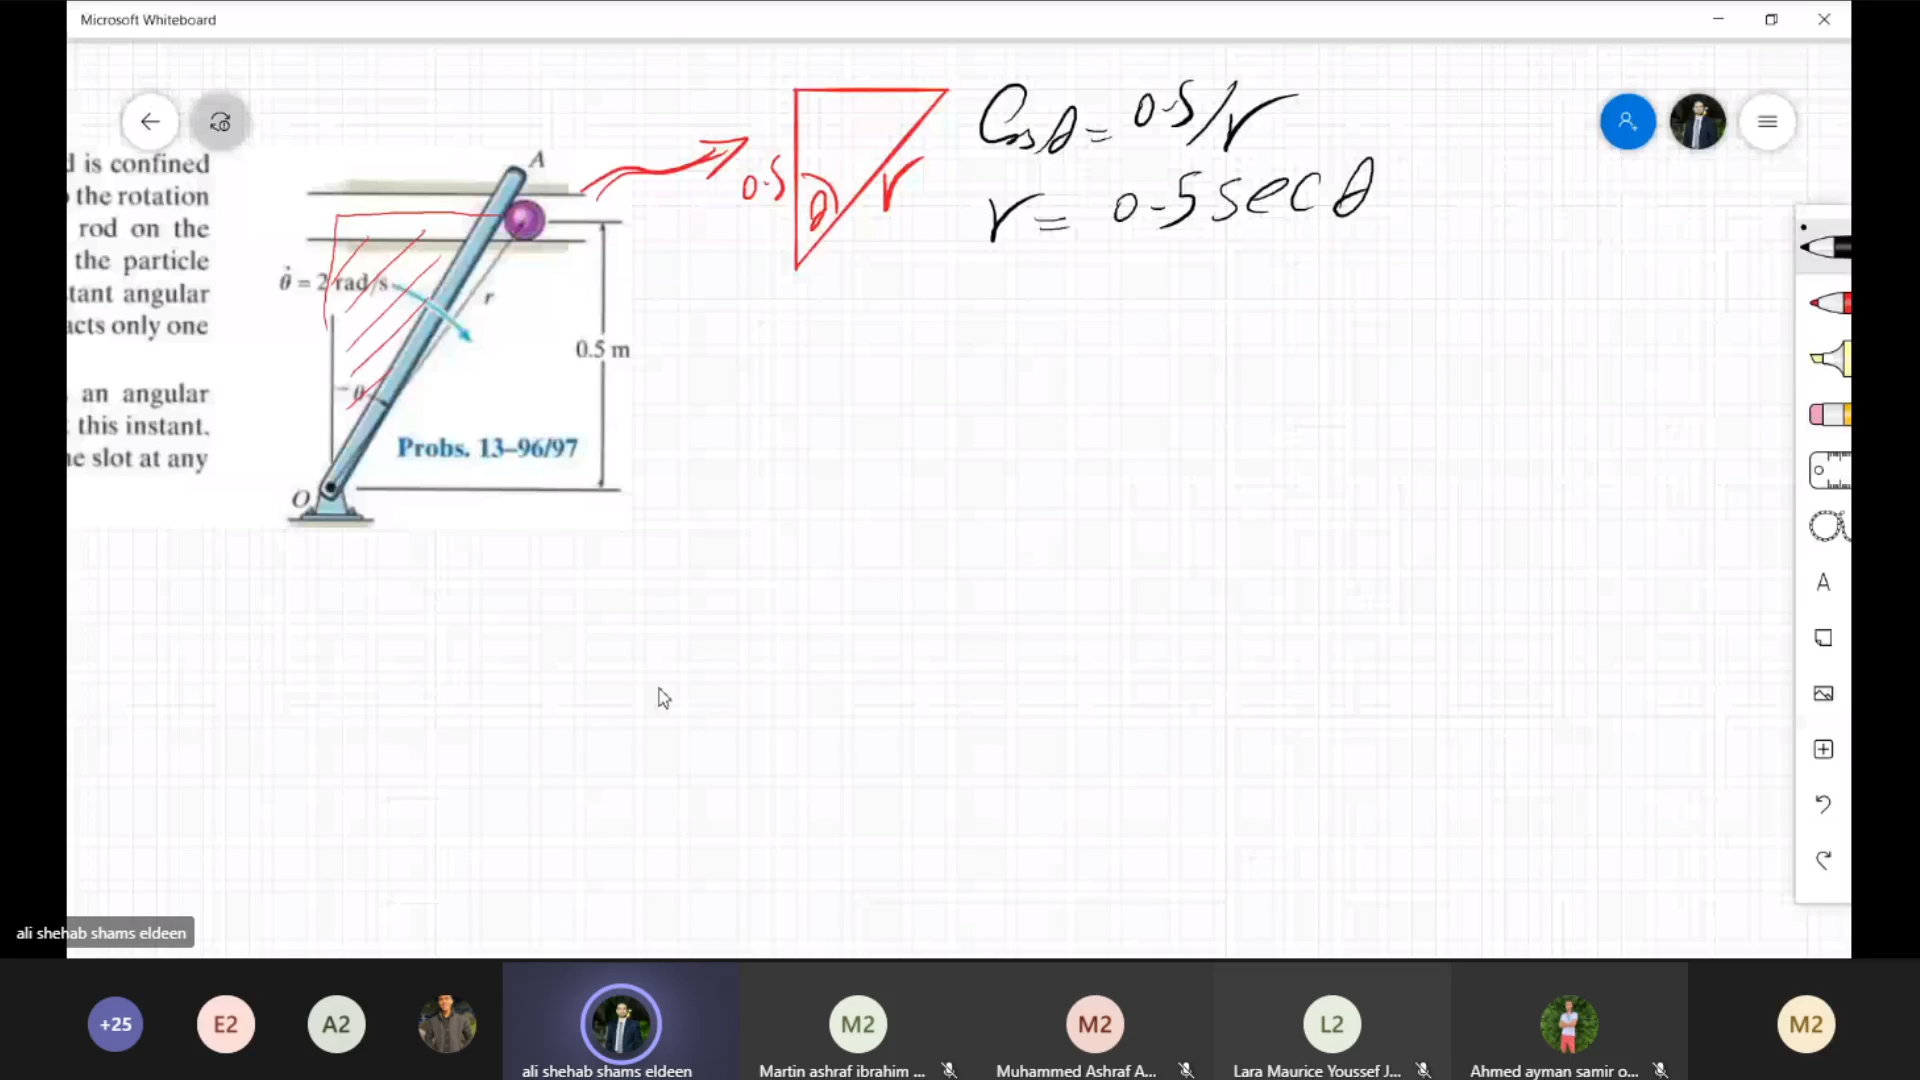 Microsoft Whiteboard
d is confined
the rotation
rod on the
the particle
tant angular
acts only one
an angular
this instant.
e slot at any
A
θ̇ = 2 rad/s
r
0.5 m
θ
Probs. 13–96/97
O
0.5
θ
r
Cosθ = 0.5/r
r = 0.5 sec θ
A
ali shehab shams eldeen
+25
E2
A2
ali shehab shams eldeen
M2
Martin ashraf ibrahim ...
M2
Muhammed Ashraf A...
L2
Lara Maurice Youssef J...
Ahmed ayman samir o...
M2